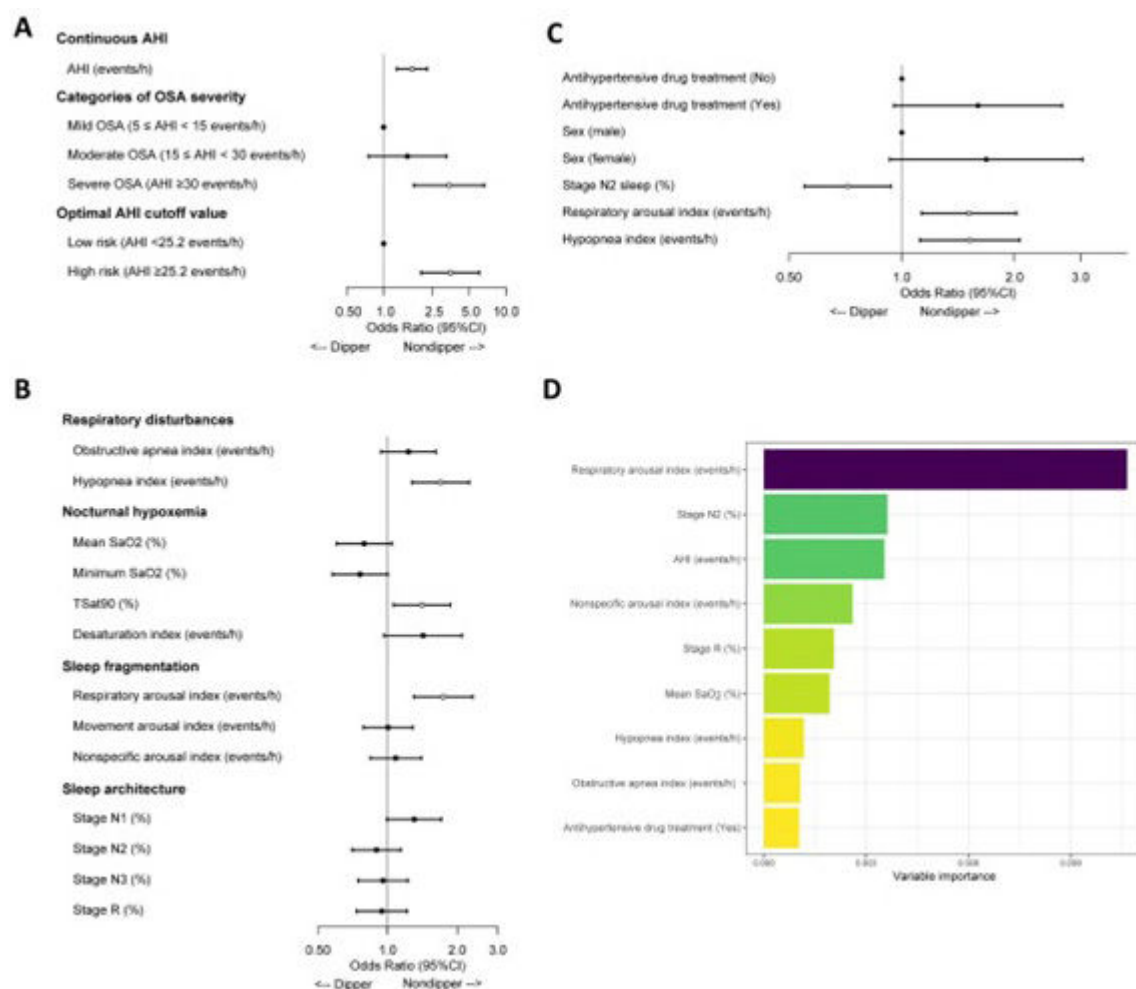 A
Continuous AHI
AHI (events/h)
Categories of OSA severity
Mild OSA (5 ≤ AHI < 15 events/h)
Moderate OSA (15 ≤ AHI < 30 events/h)
Severe OSA (AHI ≥30 events/h)
Optimal AHI cutoff value
Low risk (AHI <25.2 events/h)
High risk (AHI ≥25.2 events/h)
0.50 1.0 2.5 5.0 10.0
Odds Ratio (95%CI)
<-- Dipper Nondipper -->
C
Antihypertensive drug treatment (No)
Antihypertensive drug treatment (Yes)
Sex (male)
Sex (female)
Stage N2 sleep (%)
Respiratory arousal index (events/h)
Hypopnea index (events/h)
0.50 1.0 2.0 3.0
Odds Ratio (95%CI)
<-- Dipper Nondipper -->
B
Respiratory disturbances
Obstructive apnea index (events/h)
Hypopnea index (events/h)
Nocturnal hypoxemia
Mean SaO2 (%)
Minimum SaO2 (%)
TSat90 (%)
Desaturation index (events/h)
Sleep fragmentation
Respiratory arousal index (events/h)
Movement arousal index (events/h)
Nonspecific arousal index (events/h)
Sleep architecture
Stage N1 (%)
Stage N2 (%)
Stage N3 (%)
Stage R (%)
0.50 1.0 2.0 3.0
Odds Ratio (95%CI)
<-- Dipper Nondipper -->
D
Respiratory arousal index (events/h)
Stage N2 (%)
AHI (events/h)
Nonspecific arousal index (events/h)
Stage R (%)
Mean SaO2 (%)
Hypopnea index (events/h)
Obstructive apnea index (events/h)
Antihypertensive drug treatment (Yes)
0.000
Variable importance